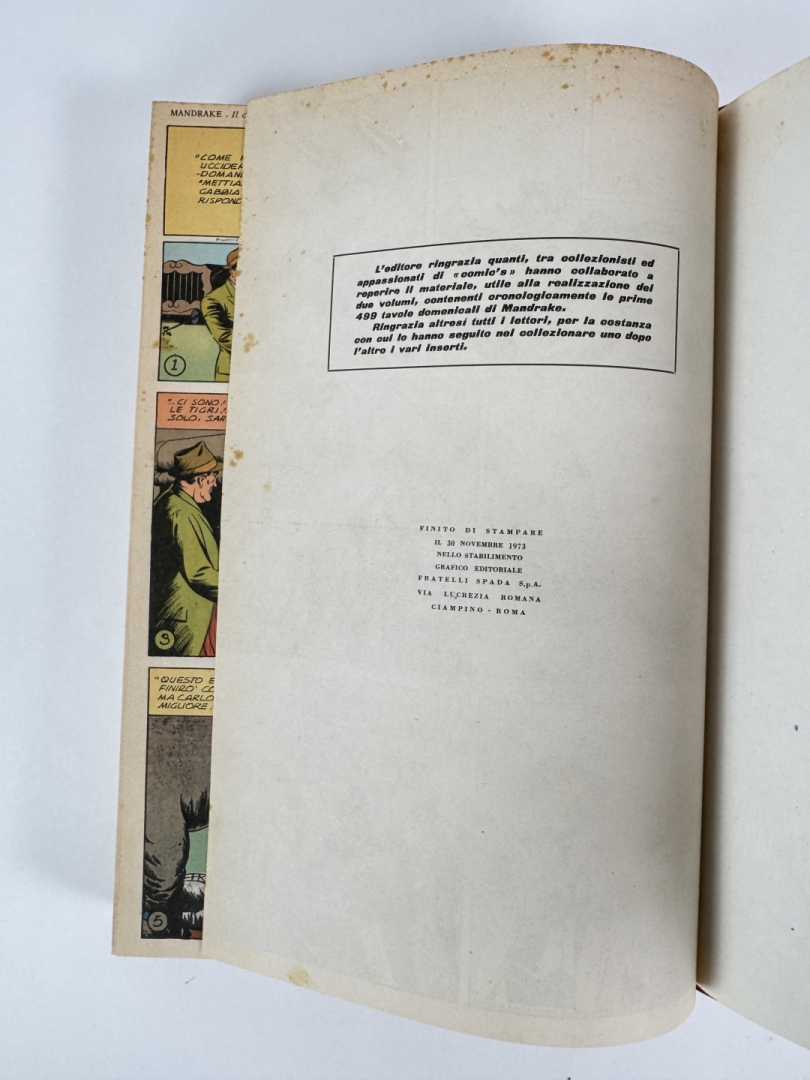 MANDRAKE - Il
"COME
UCCIDER
-DOMAN
"METTIA
GABBIA
RISPOND
1
"..CI SONO!
LE TIGRI!
SOLO, SAR
3
"QUESTO E
FINIRO' CO
MA CARLO
MIGLIORE.
5
L'editore ringrazia quanti, tra collezionisti ed
appassionati di «comic's» hanno collaborato a
reperire il materiale, utile alla realizzazione dei
due volumi, contenenti cronologicamente le prime
499 tavole domenicali di Mandrake.
Ringrazia altresì tutti i lettori, per la costanza
con cui lo hanno seguito nel collezionare uno dopo
l'altro i vari inserti.
FINITO DI STAMPARE
IL 30 NOVEMBRE 1973
NELLO STABILIMENTO
GRAFICO EDITORIALE
FRATELLI SPADA S.p.A.
VIA LUCREZIA ROMANA
CIAMPINO - ROMA